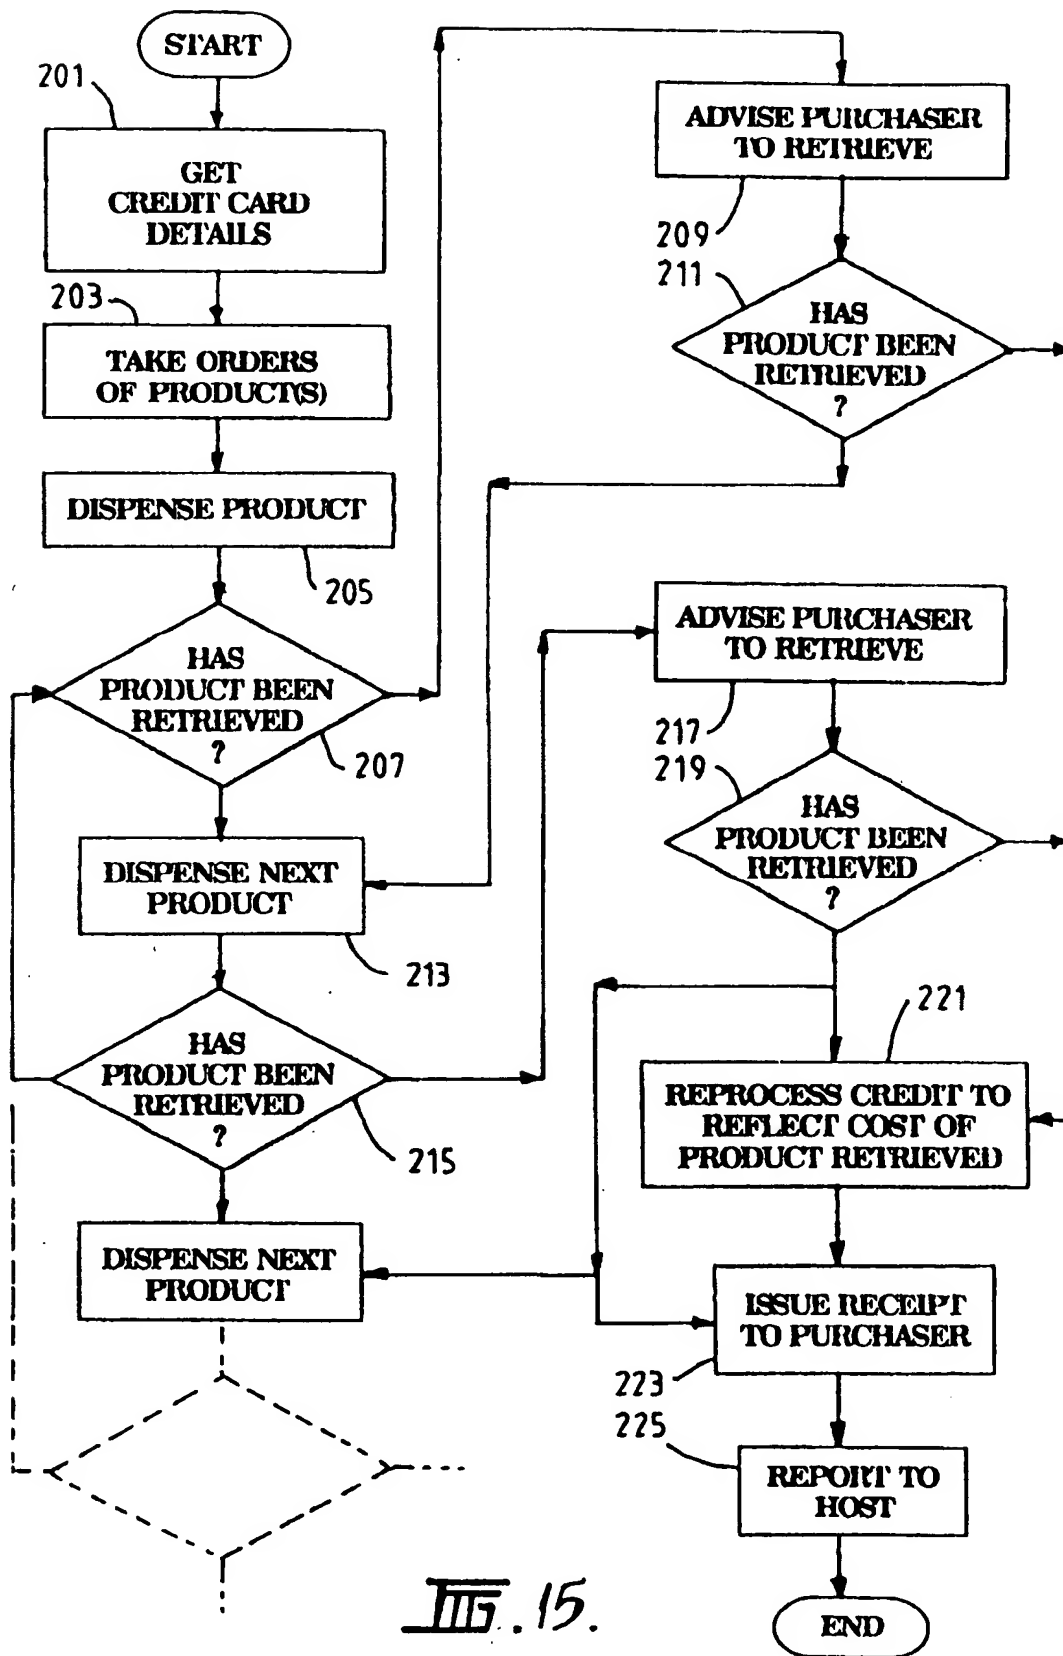 START
201
GET
CREDIT CARD
DETAILS
203
TAKE ORDERS
OF PRODUCT(S)
DISPENSE PRODUCT
205
HAS
PRODUCT BEEN
RETRIEVED
?
207
DISPENSE NEXT
PRODUCT
213
HAS
PRODUCT BEEN
RETRIEVED
?
215
DISPENSE NEXT
PRODUCT
ADVISE PURCHASER
TO RETRIEVE
209
211
HAS
PRODUCT BEEN
RETRIEVED
?
ADVISE PURCHASER
TO RETRIEVE
217
219
HAS
PRODUCT BEEN
RETRIEVED
?
221
REPROCESS CREDIT TO
REFLECT COST OF
PRODUCT RETRIEVED
ISSUE RECEIPT
TO PURCHASER
223
225
REPORT TO
HOST
END
FIG. 15.